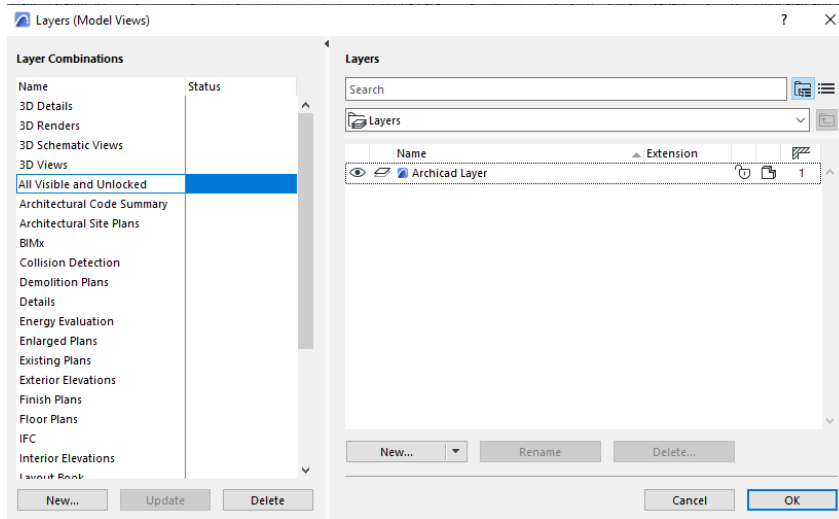 Layers (Model Views)
?
Layer Combinations
Name Status
3D Details
3D Renders
3D Schematic Views
3D Views
All Visible and Unlocked
Architectural Code Summary
Architectural Site Plans
BIMx
Collision Detection
Demolition Plans
Details
Energy Evaluation
Enlarged Plans
Existing Plans
Exterior Elevations
Finish Plans
Floor Plans
IFC
Interior Elevations
Layout Book
New... Update Delete
Layers
Search
Layers
Name Extension
Archicad Layer 1
New... Rename Delete...
Cancel OK